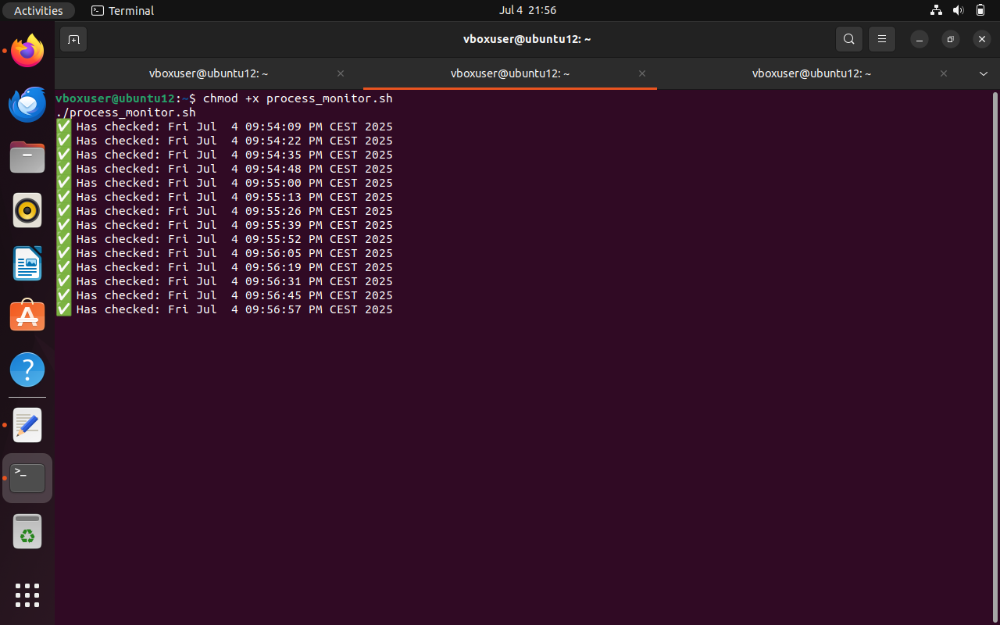 Activities
Terminal
Jul 4 21:56
vboxuser@ubuntu12: ~
vboxuser@ubuntu12: ~
vboxuser@ubuntu12: ~
vboxuser@ubuntu12: ~
vboxuser@ubuntu12:~$ chmod +x process_monitor.sh
./process_monitor.sh
✅ Has checked: Fri Jul  4 09:54:09 PM CEST 2025
✅ Has checked: Fri Jul  4 09:54:22 PM CEST 2025
✅ Has checked: Fri Jul  4 09:54:35 PM CEST 2025
✅ Has checked: Fri Jul  4 09:54:48 PM CEST 2025
✅ Has checked: Fri Jul  4 09:55:00 PM CEST 2025
✅ Has checked: Fri Jul  4 09:55:13 PM CEST 2025
✅ Has checked: Fri Jul  4 09:55:26 PM CEST 2025
✅ Has checked: Fri Jul  4 09:55:39 PM CEST 2025
✅ Has checked: Fri Jul  4 09:55:52 PM CEST 2025
✅ Has checked: Fri Jul  4 09:56:05 PM CEST 2025
✅ Has checked: Fri Jul  4 09:56:19 PM CEST 2025
✅ Has checked: Fri Jul  4 09:56:31 PM CEST 2025
✅ Has checked: Fri Jul  4 09:56:45 PM CEST 2025
✅ Has checked: Fri Jul  4 09:56:57 PM CEST 2025